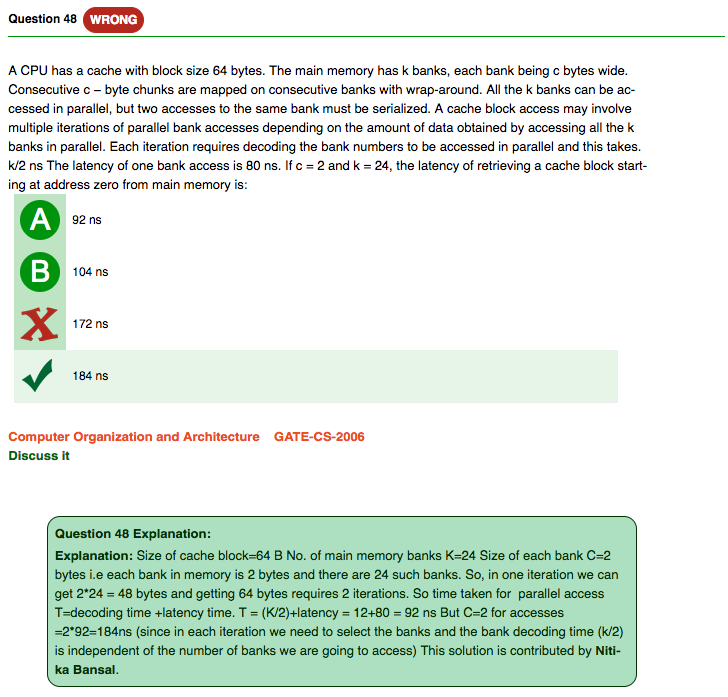 Question 48 WRONG
A CPU has a cache with block size 64 bytes. The main memory has k banks, each bank being c bytes wide.
Consecutive c – byte chunks are mapped on consecutive banks with wrap-around. All the k banks can be ac-
cessed in parallel, but two accesses to the same bank must be serialized. A cache block access may involve
multiple iterations of parallel bank accesses depending on the amount of data obtained by accessing all the k
banks in parallel. Each iteration requires decoding the bank numbers to be accessed in parallel and this takes.
k/2 ns The latency of one bank access is 80 ns. If c = 2 and k = 24, the latency of retrieving a cache block start-
ing at address zero from main memory is:
A 92 ns
B 104 ns
X 172 ns
184 ns
Computer Organization and Architecture GATE-CS-2006
Discuss it
Question 48 Explanation:
Explanation: Size of cache block=64 B No. of main memory banks K=24 Size of each bank C=2
bytes i.e each bank in memory is 2 bytes and there are 24 such banks. So, in one iteration we can
get 2*24 = 48 bytes and getting 64 bytes requires 2 iterations. So time taken for parallel access
T=decoding time +latency time. T = (K/2)+latency = 12+80 = 92 ns But C=2 for accesses
=2*92=184ns (since in each iteration we need to select the banks and the bank decoding time (k/2)
is independent of the number of banks we are going to access) This solution is contributed by Niti-
ka Bansal.